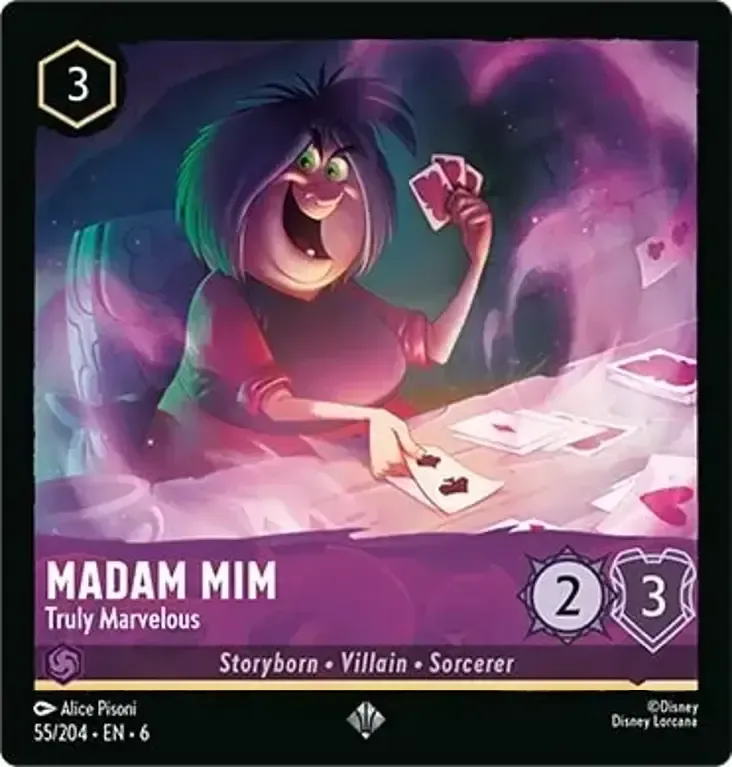 3
MADAM MIM
Truly Marvelous
2
3
Storyborn • Villain • Sorcerer
Alice Pisoni
©Disney
55/204 • EN • 6
Disney Lorcana